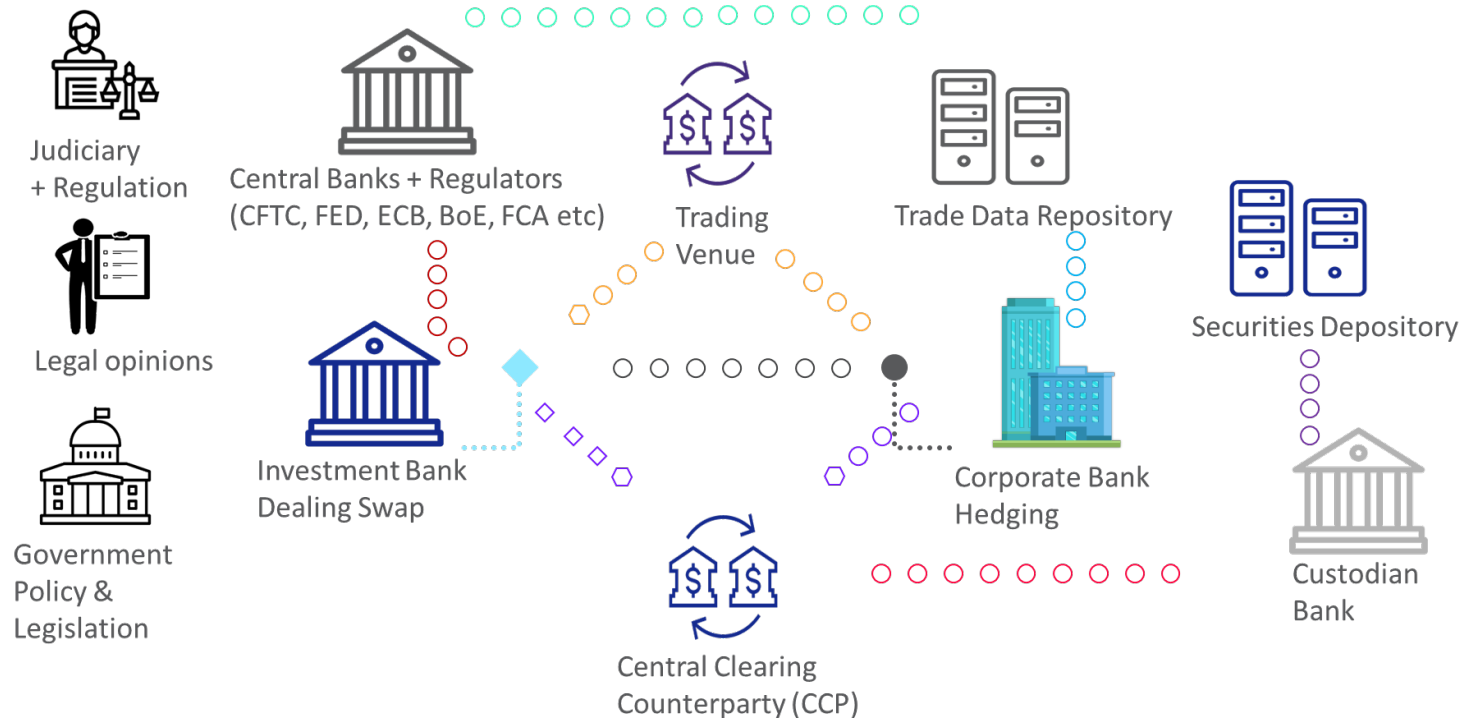 Judiciary
+ Regulation
Central Banks + Regulators
(CFTC, FED, ECB, BoE, FCA etc)
$ $
Trading
Venue
Trade Data Repository
Securities Depository
Legal opinions
Investment Bank
Dealing Swap
Corporate Bank
Hedging
Government
Policy &
Legislation
$ $
Central Clearing
Counterparty (CCP)
Custodian
Bank